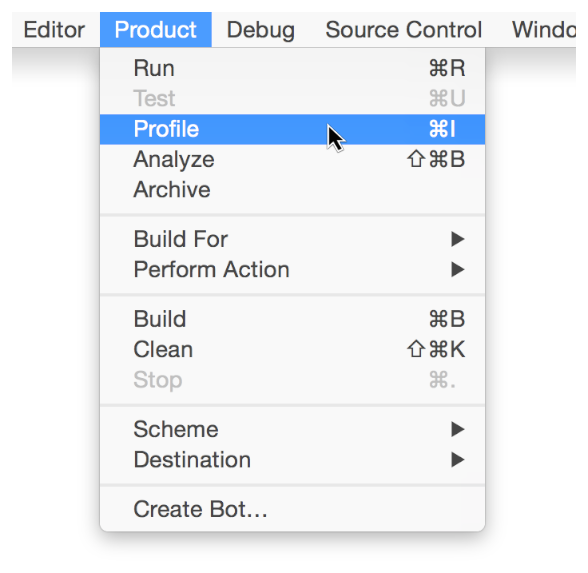 Editor Product Debug Source Control Windo
Run ⌘R
Test ⌘U
Profile ⌘I
Analyze ⇧⌘B
Archive
Build For ▶
Perform Action ▶
Build ⌘B
Clean ⇧⌘K
Stop ⌘.
Scheme ▶
Destination ▶
Create Bot...